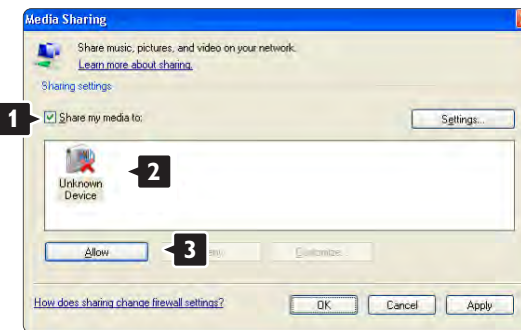 Media Sharing
Share music, pictures, and video on your network.
Learn more about sharing.
Sharing settings
1
Share my media to:
Settings...
2
Unknown
Device
Allow
3
Customize...
How does sharing change firewall settings?
OK
Cancel
Apply